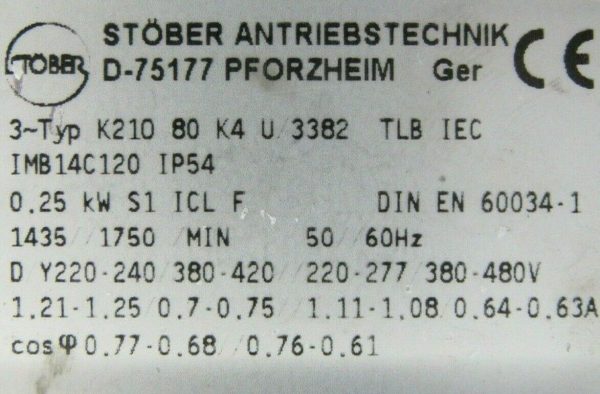 STÖBER
STÖBER ANTRIEBSTECHNIK
D-75177 PFORZHEIM Ger CE
3~Typ K210 80 K4 U/3382 TLB IEC
IMB14C120 IP54
0.25 kW S1 ICL F DIN EN 60034-1
1435//1750/MIN 50//60Hz
D/Y220-240/380-420//220-277/380-480V
1.21-1.25/0.7-0.75//1.11-1.08/0.64-0.63A
cosφ0.77-0.68//0.76-0.61